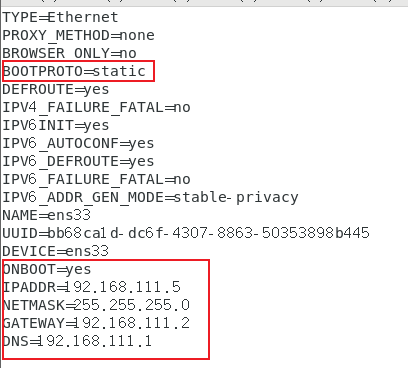 TYPE=Ethernet
PROXY_METHOD=none
BROWSER_ONLY=no
BOOTPROTO=static
DEFROUTE=yes
IPV4_FAILURE_FATAL=no
IPV6INIT=yes
IPV6_AUTOCONF=yes
IPV6_DEFROUTE=yes
IPV6_FAILURE_FATAL=no
IPV6_ADDR_GEN_MODE=stable-privacy
NAME=ens33
UUID=bb68ca1d-dc6f-4307-8863-50353898b445
DEVICE=ens33
ONBOOT=yes
IPADDR=192.168.111.5
NETMASK=255.255.255.0
GATEWAY=192.168.111.2
DNS=192.168.111.1